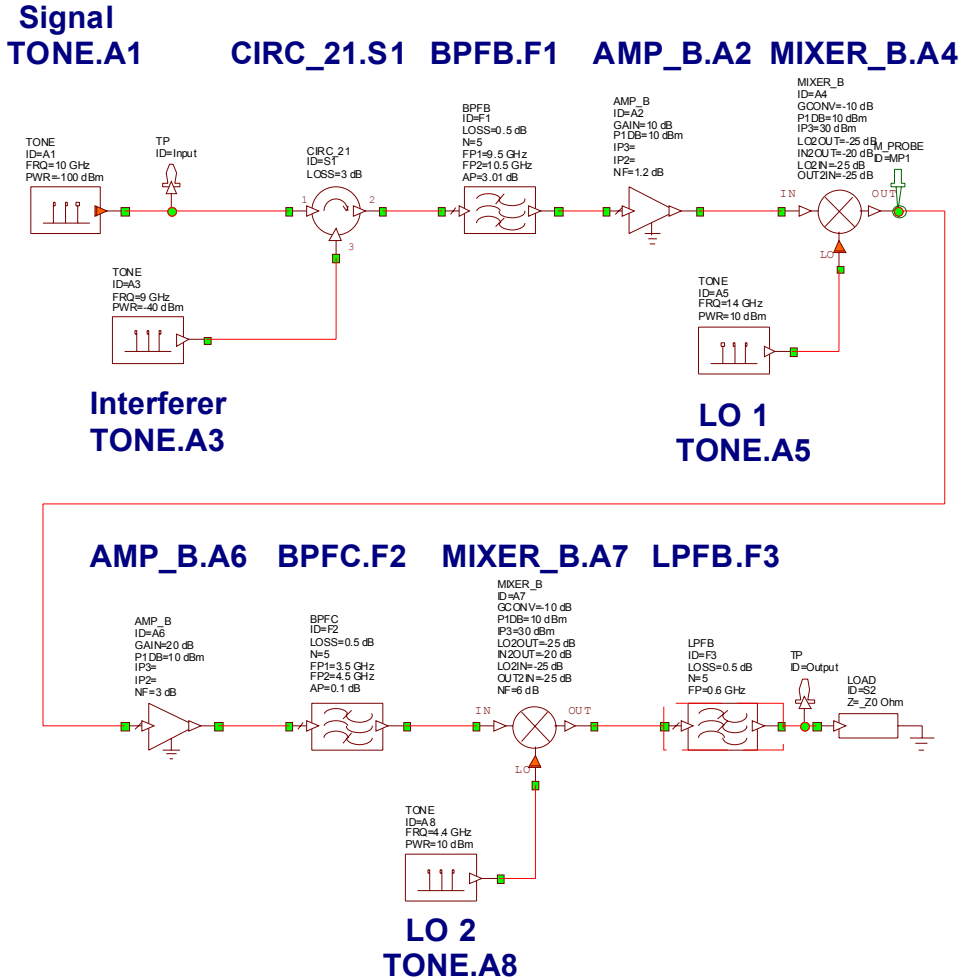 Signal
TONE.A1
CIRC_21.S1
BPFB.F1
AMP_B.A2
MIXER_B.A4
TONE
ID=A1
FRQ=10 GHz
PWR=-100 dBm
TP
ID=Input
CIRC_21
ID=S1
LOSS=3 dB
1
2
3
BPFB
ID=F1
LOSS=0.5 dB
N=5
FP1=9.5 GHz
FP2=10.5 GHz
AP=3.01 dB
AMP_B
ID=A2
GAIN=10 dB
P1DB=10 dBm
IP3=
IP2=
NF=1.2 dB
MIXER_B
ID=A4
GCONV=-10 dB
P1DB=10 dBm
IP3=30 dBm
LO2OUT=-25 dB
IN2OUT=-20 dB
LO2IN=-25 dB
OUT2IN=-25 dB
M_PROBE
ID=MP1
IN
OUT
LO
TONE
ID=A3
FRQ=9 GHz
PWR=-40 dBm
TONE
ID=A5
FRQ=14 GHz
PWR=10 dBm
Interferer
TONE.A3
LO 1
TONE.A5
AMP_B.A6
BPFC.F2
MIXER_B.A7
LPFB.F3
AMP_B
ID=A6
GAIN=20 dB
P1DB=10 dBm
IP3=
IP2=
NF=3 dB
BPFC
ID=F2
LOSS=0.5 dB
N=5
FP1=3.5 GHz
FP2=4.5 GHz
AP=0.1 dB
MIXER_B
ID=A7
GCONV=-10 dB
P1DB=10 dBm
IP3=30 dBm
LO2OUT=-25 dB
IN2OUT=-20 dB
LO2IN=-25 dB
OUT2IN=-25 dB
NF=6 dB
IN
OUT
LO
LPFB
ID=F3
LOSS=0.5 dB
N=5
FP=0.6 GHz
TP
ID=Output
LOAD
ID=S2
Z=_Z0 Ohm
TONE
ID=A8
FRQ=4.4 GHz
PWR=10 dBm
LO 2
TONE.A8